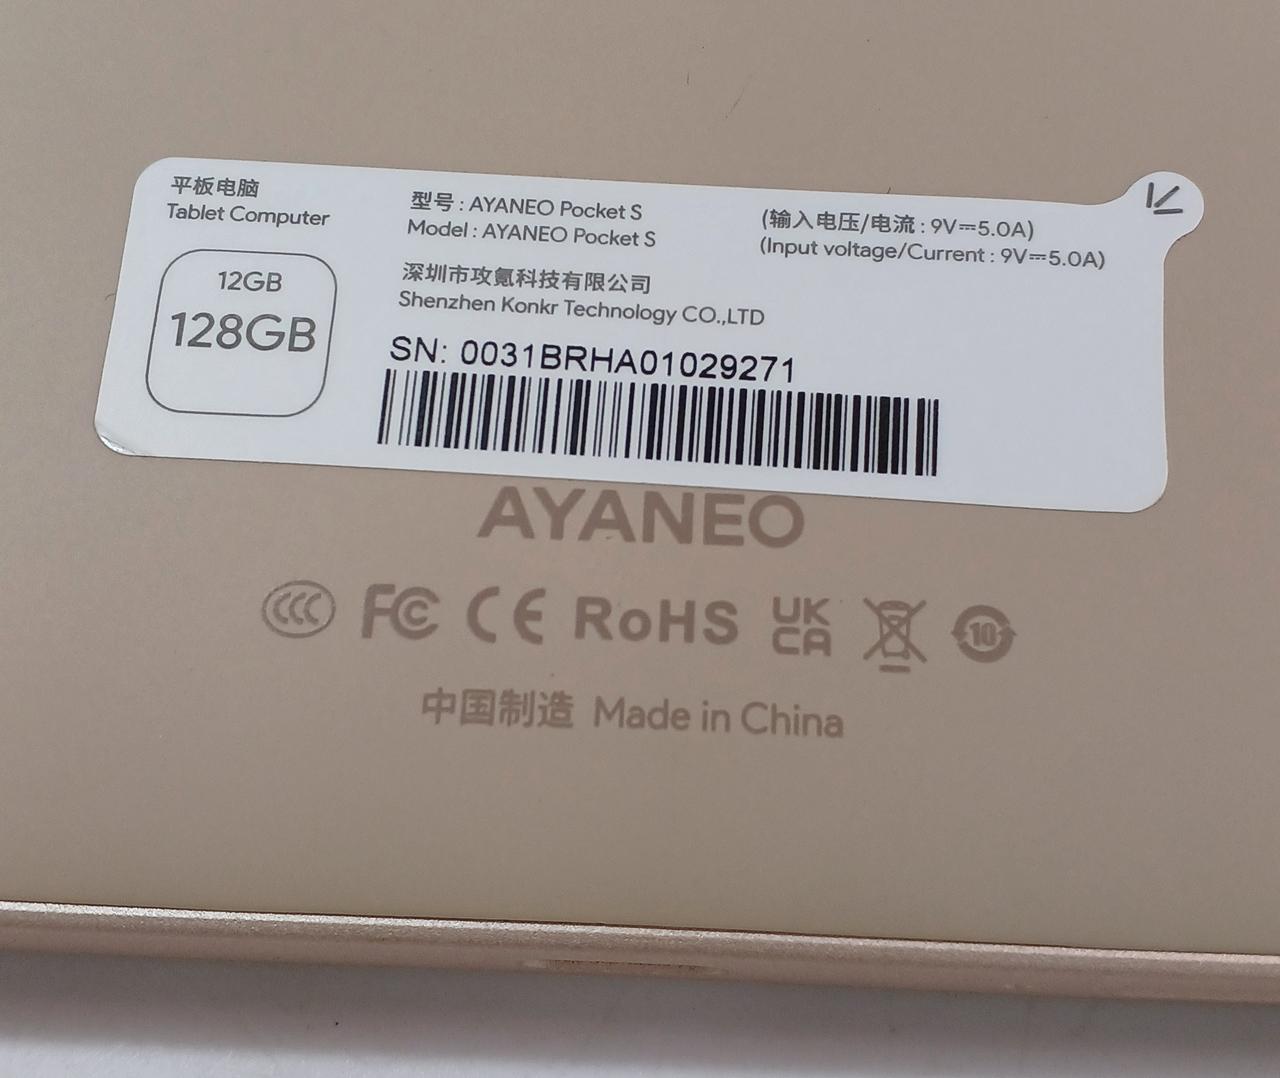 平板电脑
Tablet Computer
12GB
128GB
型号 : AYANEO Pocket S
Model : AYANEO Pocket S
深圳市攻氪科技有限公司
Shenzhen Konkr Technology CO.,LTD
(输入电压/电流 : 9V⎓5.0A)
(Input voltage/Current : 9V⎓5.0A)
SN: 0031BRHA01029271
AYANEO
CCC FC CE RoHS UK CA 10
中国制造 Made in China